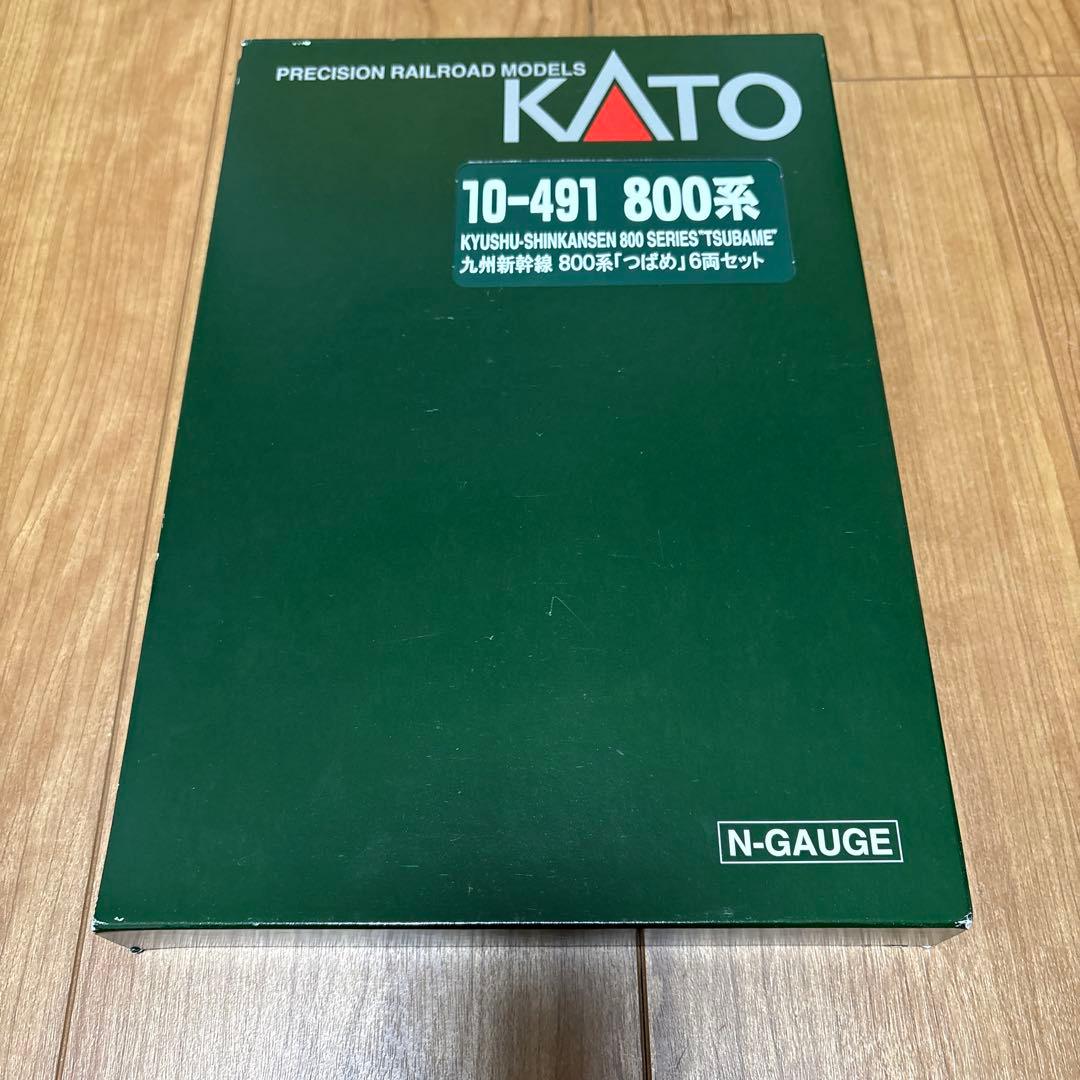 PRECISION RAILROAD MODELS
KATO
10-491 800系
KYUSHU-SHINKANSEN 800 SERIES"TSUBAME"
九州新幹線 800系「つばめ」6両セット
N-GAUGE